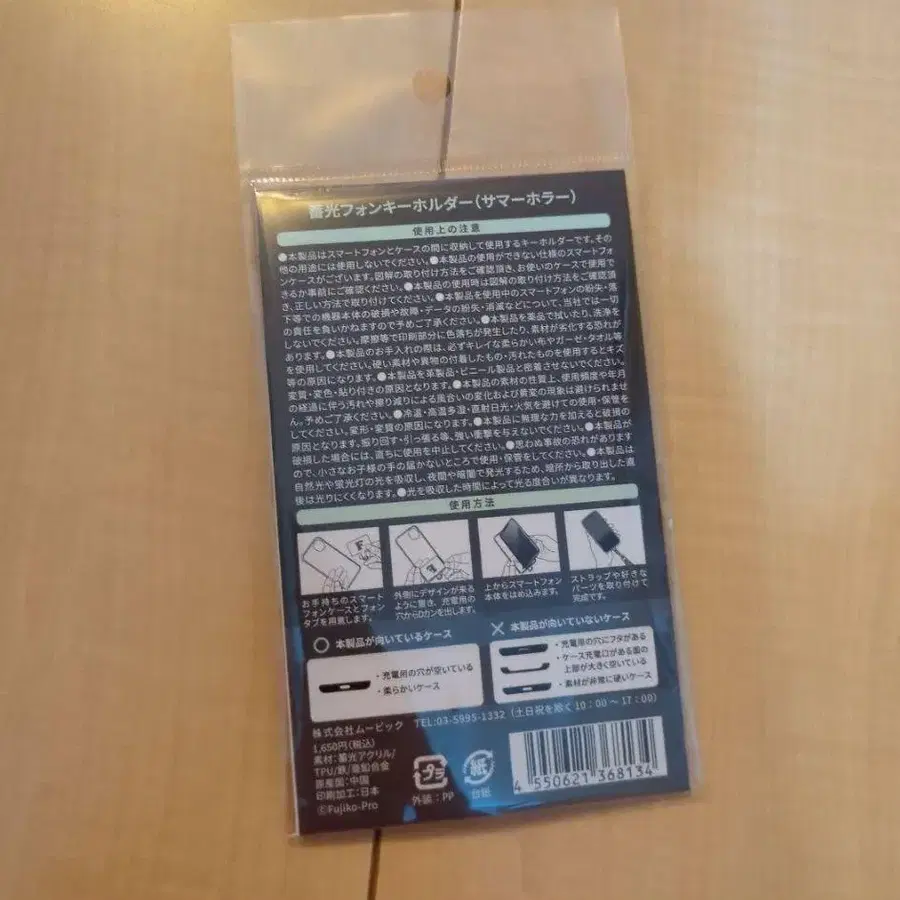 蓄光フォンキーホルダー(サマーホラー)
使用上の注意
●本製品はスマートフォンとケースの間に収納して使用するキーホルダーです。その
他の用途には使用しないでください。●本製品の使用ができない仕様のスマートフォ
ンケースがございます。図解の取り付け方法をご確認頂き、お使いのケースで使用で
きるか事前にご確認ください。●本製品の使用時は図解の取り付け方法をご確認頂
き、正しい方法で取り付けてください。●本製品を使用中のスマートフォンの紛失・落
下等での機器本体の破損や故障・データの紛失・消滅などについて、当社では一切
の責任を負いかねますので予めご了承ください。●本製品を薬品で拭いたり、洗浄を
しないでください。摩擦等で印刷部分に色落ちが発生したり、素材が劣化する恐れが
あります。●本製品のお手入れの際は、必ずキレイな柔らかい布やガーゼ・タオル等
を使用してください。硬い素材や異物の付着したもの・汚れたものを使用するとキズ
等の原因になります。●本製品を革製品・ビニール製品と密着させないでください。
変質・変色・貼り付きの原因となります。●本製品の素材の性質上、使用頻度や年月
の経過に伴う汚れや擦り減りによる風合いの変化および黄変の現象は避けられませ
ん。予めご了承ください。●冷温・高温多湿・直射日光・火気を避けての使用・保管を
してください。変形・変質の原因になります。●本製品に無理な力を加えると破損の
原因となります。振り回す・引っ張る等、強い衝撃を与えないでください。●本製品が
破損した場合には、直ちに使用を中止してください。●思わぬ事故の恐れがあります
ので、小さなお子様の手の届かないところで使用・保管をしてください。●本製品は
自然光や蛍光灯の光を吸収し、夜間や暗闇で発光するため、暗所から取り出した直
後は光りにくくなります。●光を吸収した時間によって光る度合いが異なります。
使用方法
お手持ちのスマート
フォンケースとフォン
タブを用意します。
外側にデザインが来る
ように置き、充電用の
穴からDカンを出します。
上からスマートフォン
本体をはめ込みます。
ストラップや好きな
パーツを取り付けて
完成です。
○ 本製品が向いているケース
・充電用の穴が空いている
・柔らかいケース
× 本製品が向いていないケース
・充電用の穴にフタがある
・ケース充電口がある面の
上部が大きく空いている
・素材が非常に硬いケース
株式会社ムービック TEL:03-5995-1332 (土日祝を除く10:00～17:00)
1,650円(税込)
素材:蓄光アクリル/
TPU/鉄/亜鉛合金
原産国:中国
印刷加工:日本
©Fujiko-Pro
プラ
外装:PP
紙
台紙
4 550621 368134